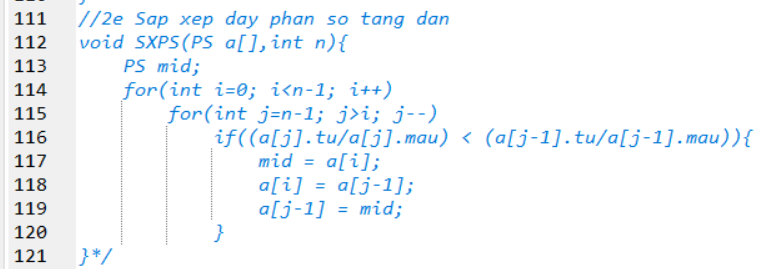 111 //2e Sap xep day phan so tang dan
112 void SXPS(PS a[],int n){
113 PS mid;
114 for(int i=0; i<n-1; i++)
115 for(int j=n-1; j>i; j--)
116 if((a[j].tu/a[j].mau) < (a[j-1].tu/a[j-1].mau)){
117 mid = a[i];
118 a[i] = a[j-1];
119 a[j-1] = mid;
120 }
121 }*/